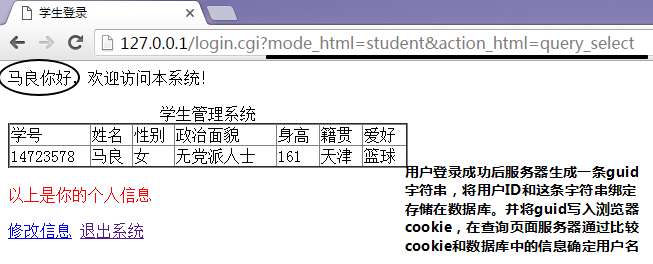 学生登录
127.0.0.1/login.cgi?mode_html=student&action_html=query_select
马良你好，欢迎访问本系统!
学生管理系统
学号 姓名 性别 政治面貌 身高 籍贯 爱好
14723578 马良 女 无党派人士 161 天津 篮球
以上是你的个人信息
修改信息 退出系统
用户登录成功后服务器生成一条guid
字符串，将用户ID和这条字符串绑定
存储在数据库。并将guid写入浏览器
cookie，在查询页面服务器通过比较
cookie和数据库中的信息确定用户名